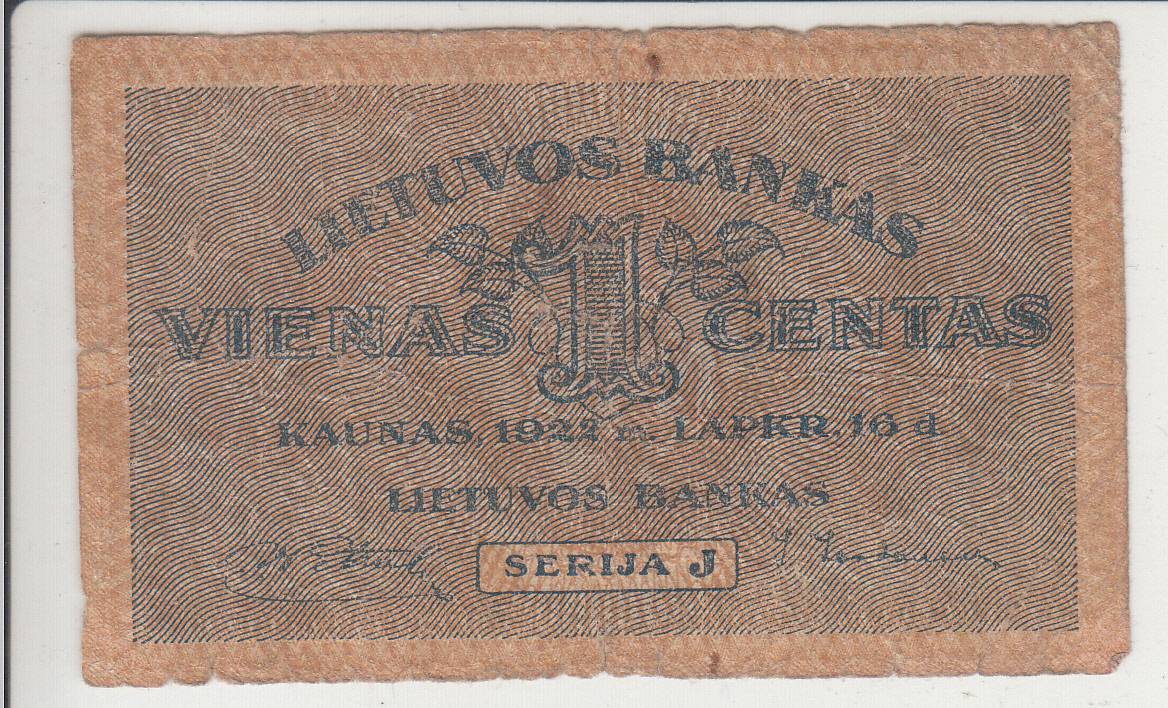 LIETUVOS BANKAS
VIENAS 1 CENTAS
KAUNAS, 1922 m. LAPKR. 16 d.
LIETUVOS BANKAS
SERIJA J